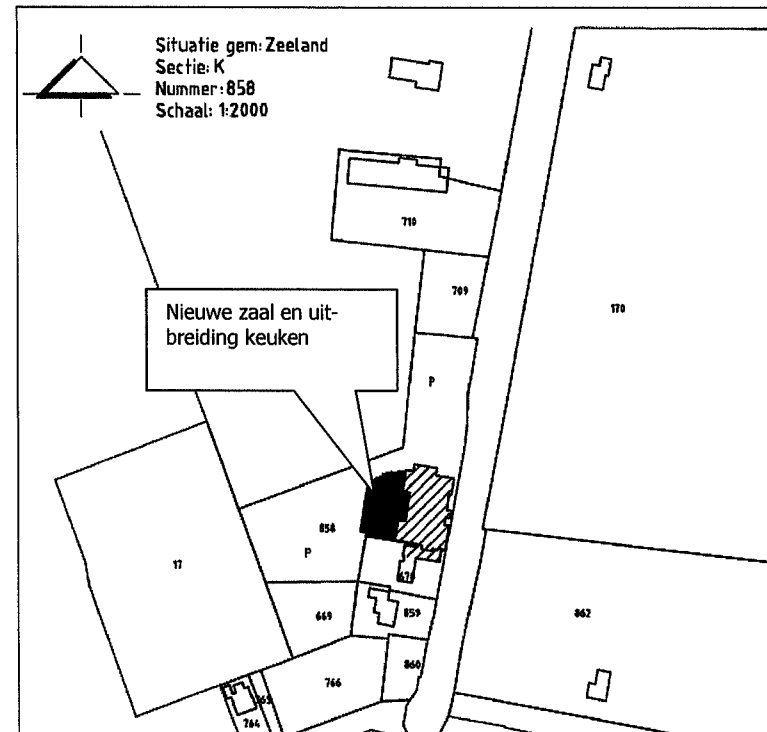 Situatie gem: Zeeland
Sectie: K
Nummer: 858
Schaal: 1:2000
710
709
170
Nieuwe zaal en uit-
breiding keuken
P
858
P
17
670
669
859
862
860
766
764